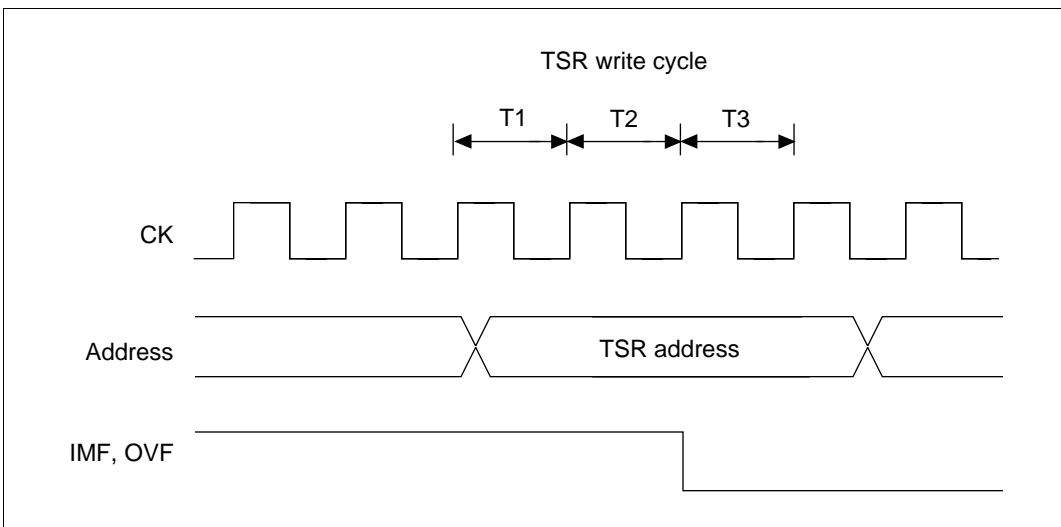 TSR write cycle
T1 T2 T3
CK
Address
TSR address
IMF, OVF